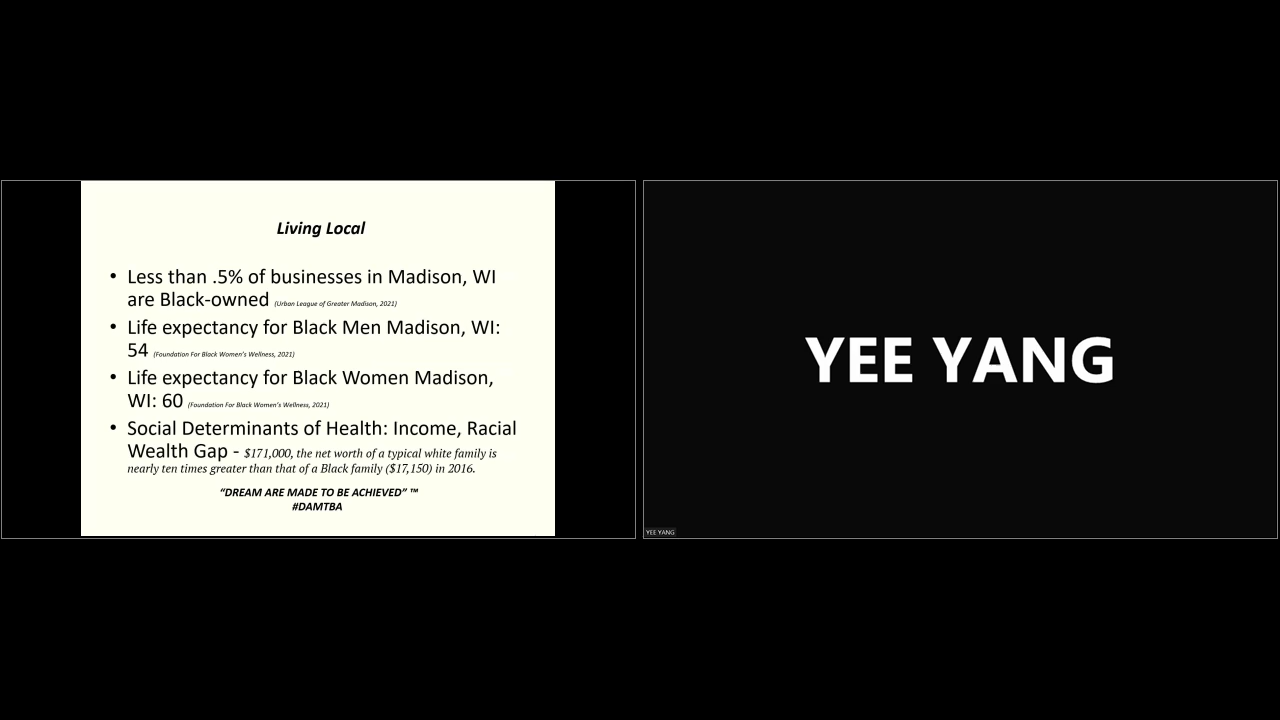 Living Local
• Less than .5% of businesses in Madison, WI
are Black-owned (Urban League of Greater Madison, 2021)
• Life expectancy for Black Men Madison, WI:
54 (Foundation For Black Women's Wellness, 2021)
• Life expectancy for Black Women Madison,
WI: 60 (Foundation For Black Women's Wellness, 2021)
• Social Determinants of Health: Income, Racial
Wealth Gap - $171,000, the net worth of a typical white family is
nearly ten times greater than that of a Black family ($17,150) in 2016.
“DREAM ARE MADE TO BE ACHIEVED” ™
#DAMTBA
YEE YANG
YEE YANG